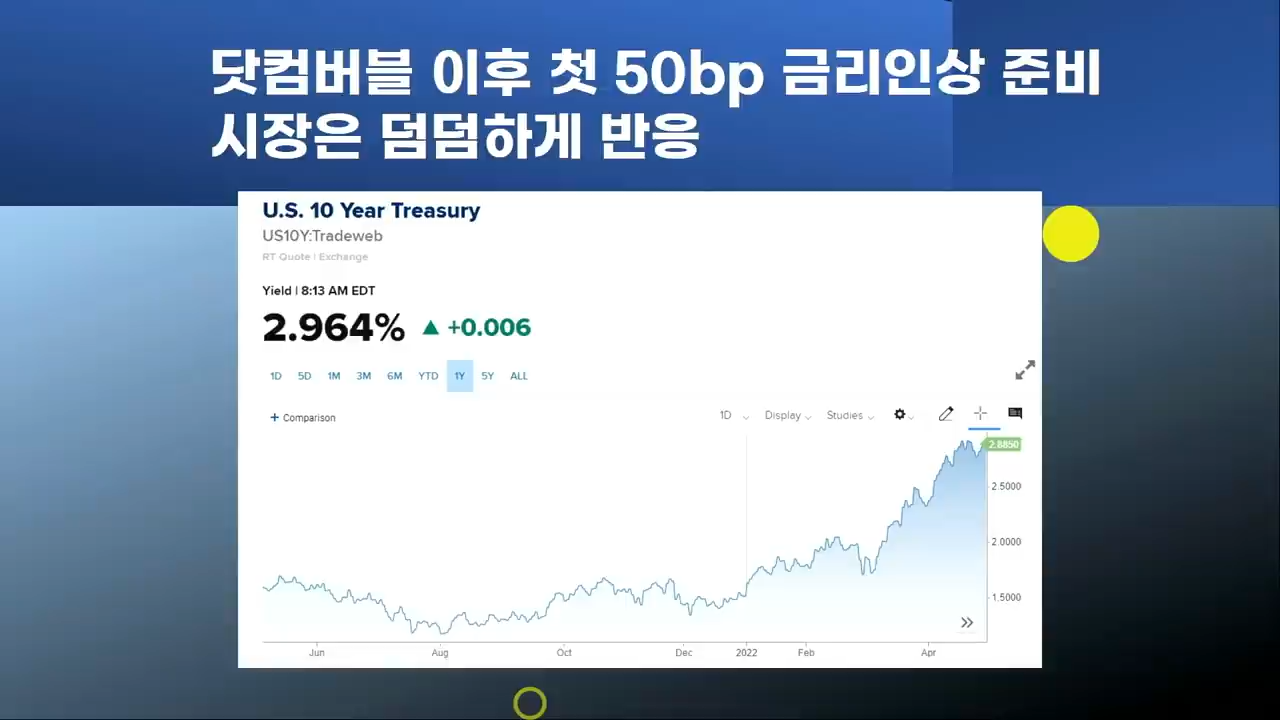 닷컴버블 이후 첫 50bp 금리인상 준비
시장은 덤덤하게 반응
U.S. 10 Year Treasury
US10Y:Tradeweb
RT Quote | Exchange
Yield | 8:13 AM EDT
2.964% ▲ +0.006
1D 5D 1M 3M 6M YTD 1Y 5Y ALL
+ Comparison 1D Display Studies
2.8850
2.5000
2.0000
1.5000
Jun Aug Oct Dec 2022 Feb Apr